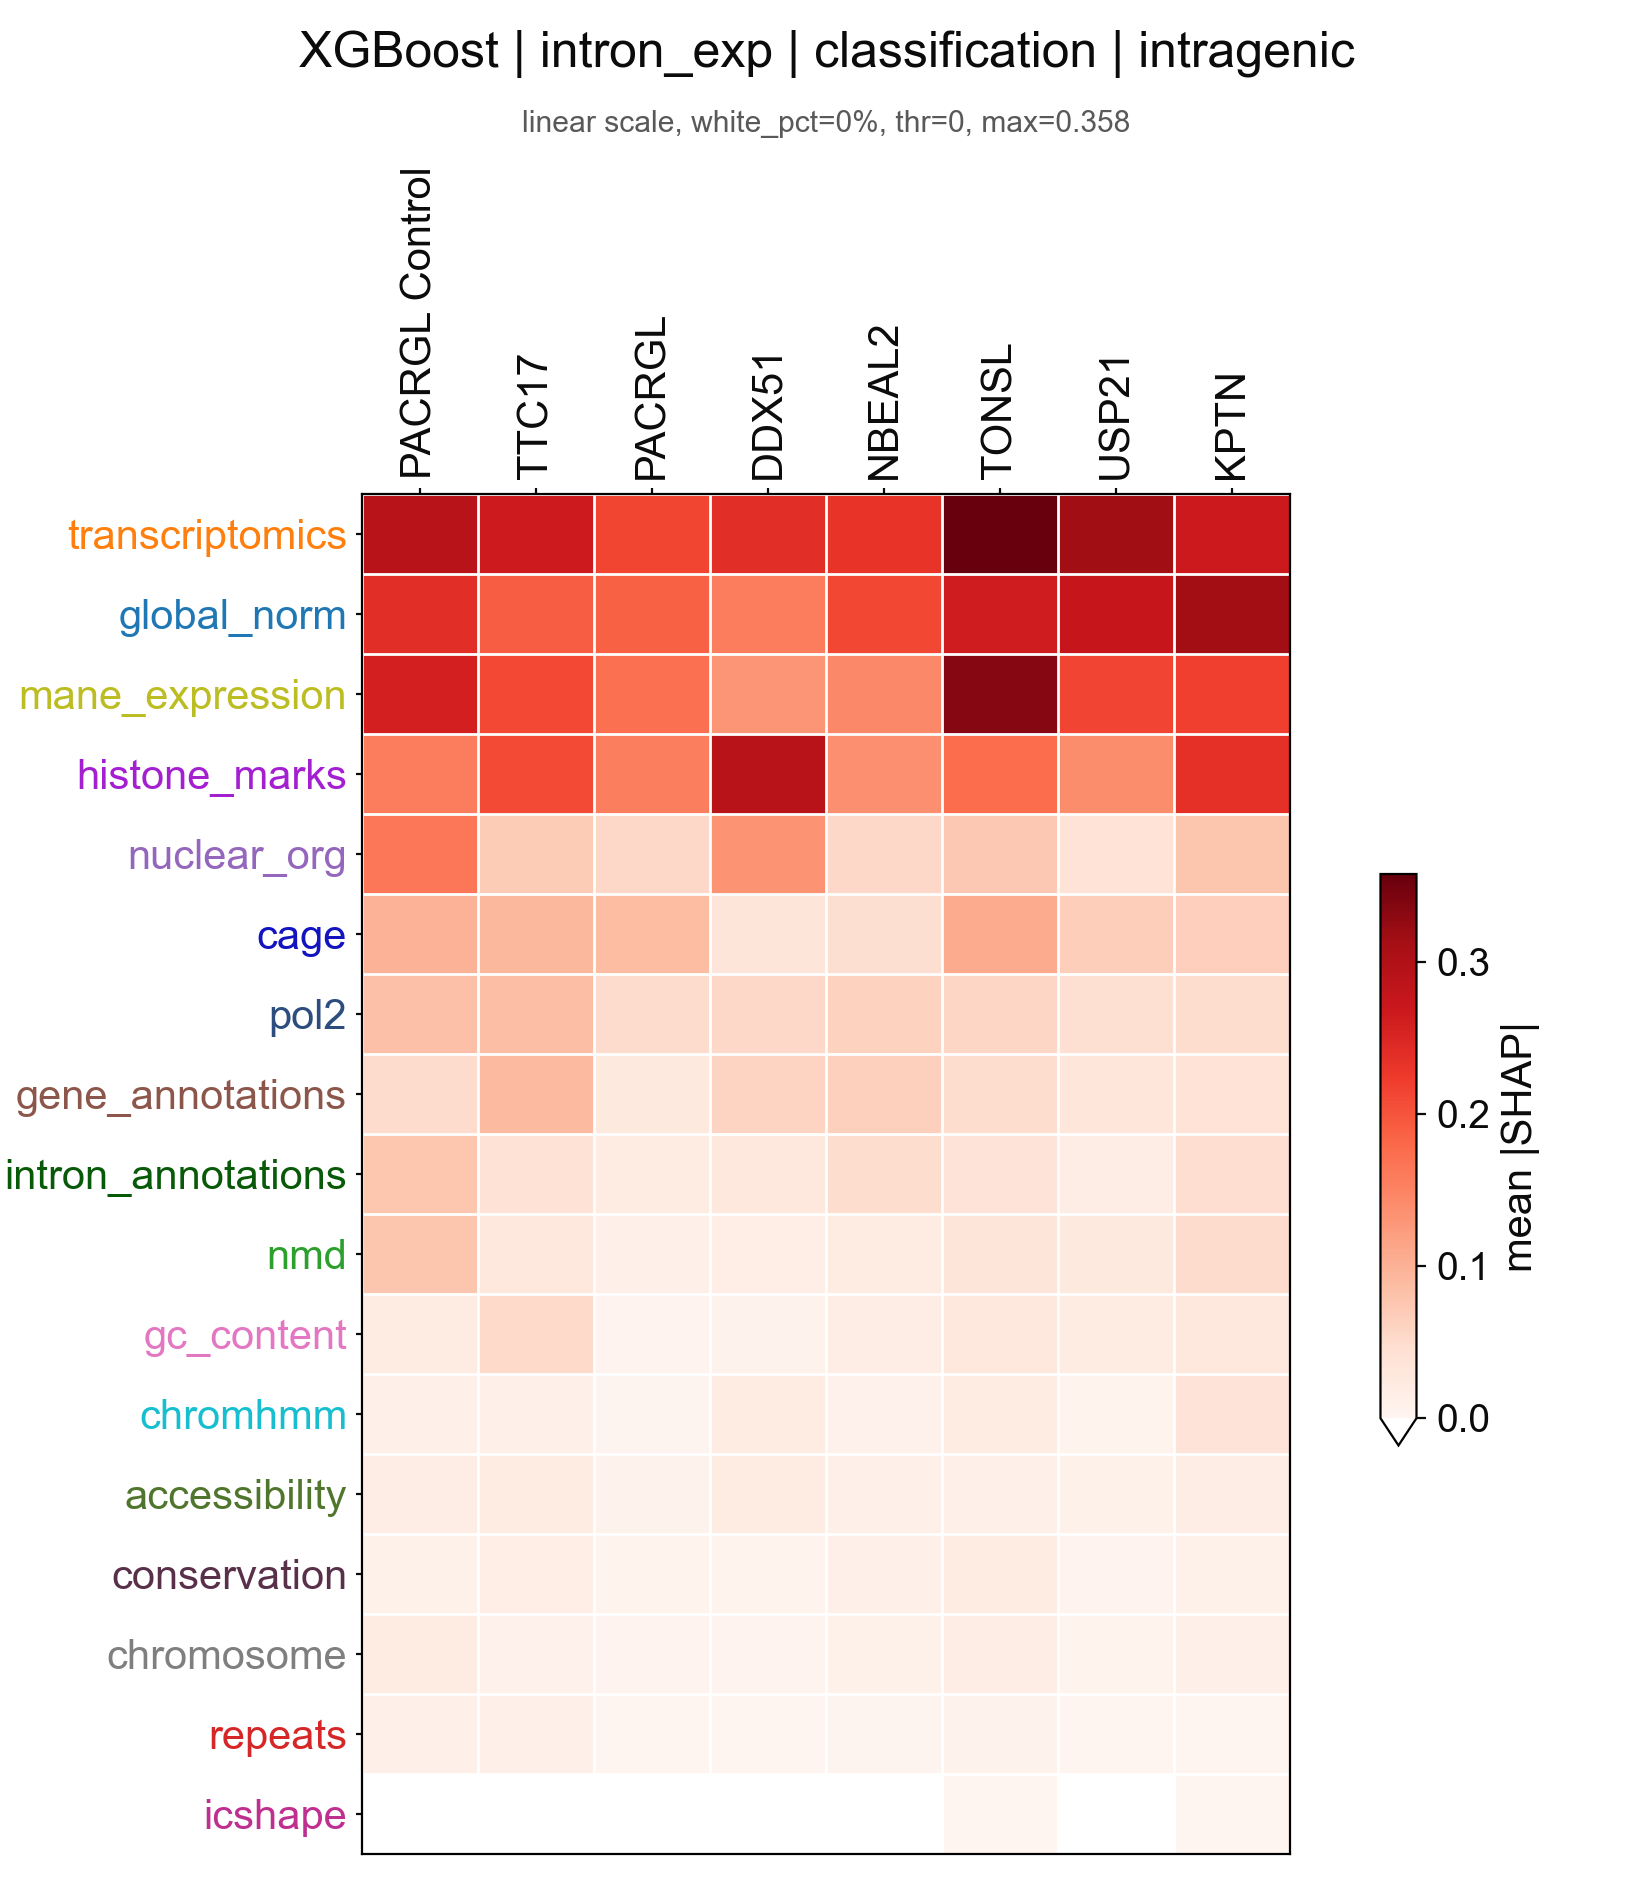 XGBoost | intron_exp | classification | intragenic
linear scale, white_pct=0%, thr=0, max=0.358
PACRGL Control
TTC17
PACRGL
DDX51
NBEAL2
TONSL
USP21
KPTN
transcriptomics
global_norm
mane_expression
histone_marks
nuclear_org
cage
pol2
gene_annotations
intron_annotations
nmd
gc_content
chromhmm
accessibility
conservation
chromosome
repeats
icshape
0.3
0.2
0.1
0.0
mean |SHAP|